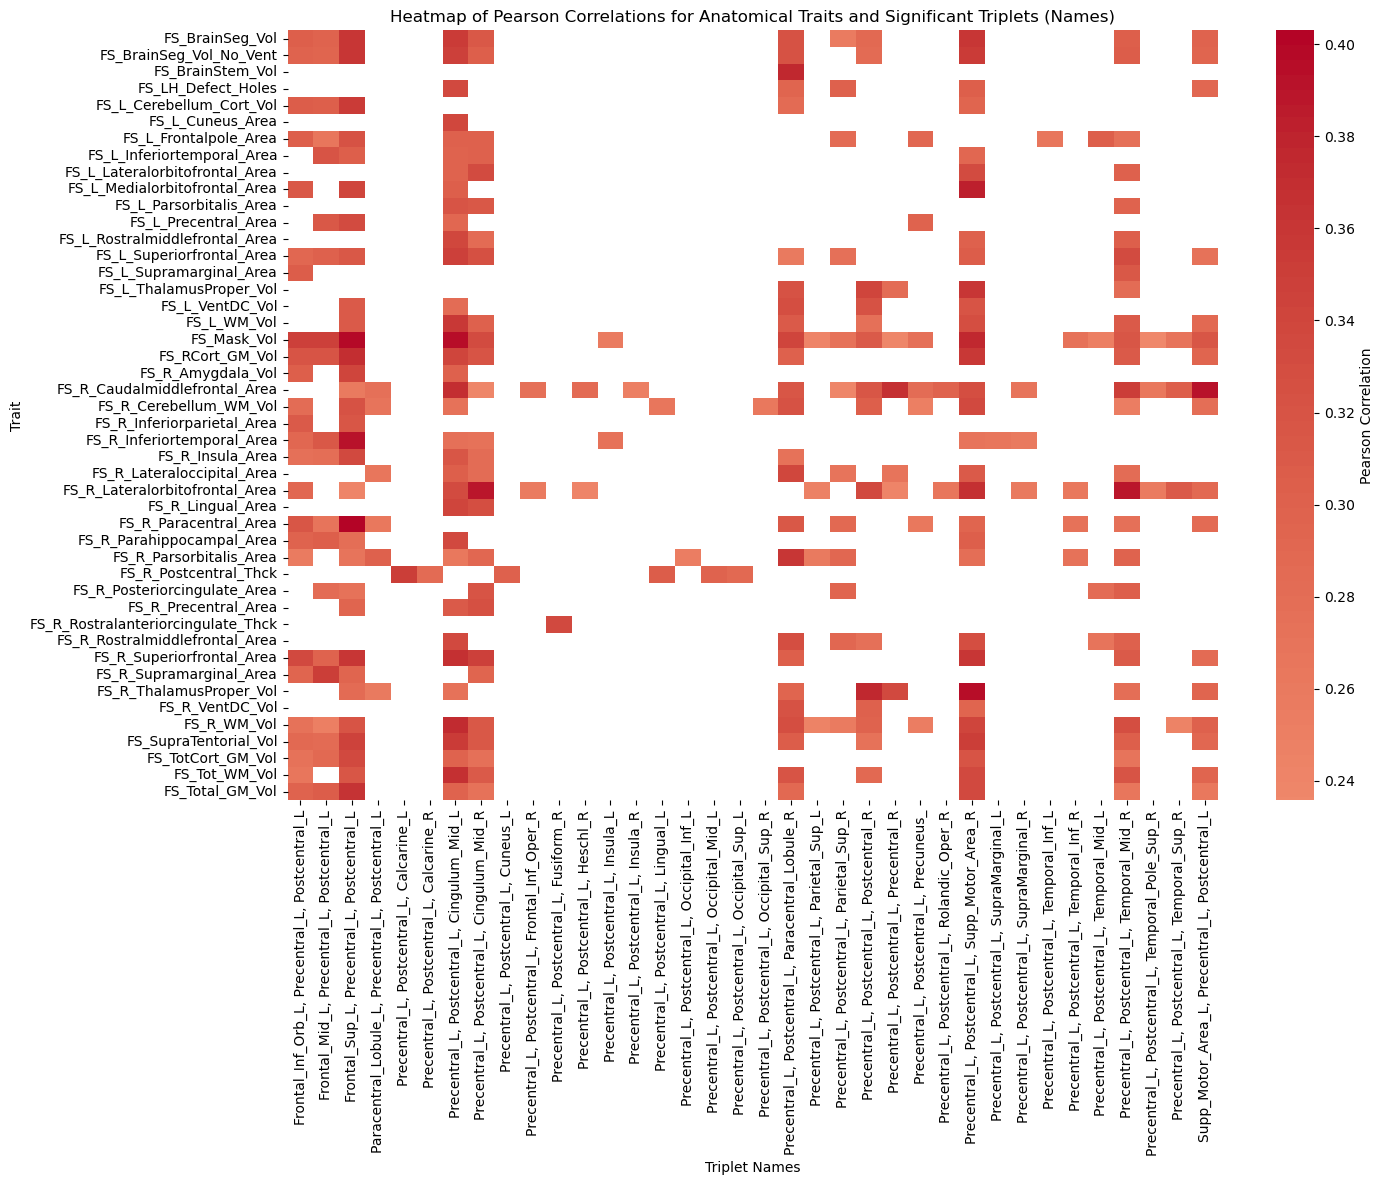 Heatmap of Pearson Correlations for Anatomical Traits and Significant Triplets (Names)
Trait
FS_BrainSeg_Vol
FS_BrainSeg_Vol_No_Vent
FS_BrainStem_Vol
FS_LH_Defect_Holes
FS_L_Cerebellum_Cort_Vol
FS_L_Cuneus_Area
FS_L_Frontalpole_Area
FS_L_Inferiortemporal_Area
FS_L_Lateralorbitofrontal_Area
FS_L_Medialorbitofrontal_Area
FS_L_Parsorbitalis_Area
FS_L_Precentral_Area
FS_L_Rostralmiddlefrontal_Area
FS_L_Superiorfrontal_Area
FS_L_Supramarginal_Area
FS_L_ThalamusProper_Vol
FS_L_VentDC_Vol
FS_L_WM_Vol
FS_Mask_Vol
FS_RCort_GM_Vol
FS_R_Amygdala_Vol
FS_R_Caudalmiddlefrontal_Area
FS_R_Cerebellum_WM_Vol
FS_R_Inferiorparietal_Area
FS_R_Inferiortemporal_Area
FS_R_Insula_Area
FS_R_Lateraloccipital_Area
FS_R_Lateralorbitofrontal_Area
FS_R_Lingual_Area
FS_R_Paracentral_Area
FS_R_Parahippocampal_Area
FS_R_Parsorbitalis_Area
FS_R_Postcentral_Thck
FS_R_Posteriorcingulate_Area
FS_R_Precentral_Area
FS_R_Rostralanteriorcingulate_Thck
FS_R_Rostralmiddlefrontal_Area
FS_R_Superiorfrontal_Area
FS_R_Supramarginal_Area
FS_R_ThalamusProper_Vol
FS_R_VentDC_Vol
FS_R_WM_Vol
FS_SupraTentorial_Vol
FS_TotCort_GM_Vol
FS_Tot_WM_Vol
FS_Total_GM_Vol
Frontal_Inf_Orb_L, Precentral_L, Postcentral_L
Frontal_Mid_L, Precentral_L, Postcentral_L
Frontal_Sup_L, Precentral_L, Postcentral_L
Paracentral_Lobule_L, Precentral_L, Postcentral_L
Precentral_L, Postcentral_L, Calcarine_L
Precentral_L, Postcentral_L, Calcarine_R
Precentral_L, Postcentral_L, Cingulum_Mid_L
Precentral_L, Postcentral_L, Cingulum_Mid_R
Precentral_L, Postcentral_L, Cuneus_L
Precentral_L, Postcentral_L, Frontal_Inf_Oper_R
Precentral_L, Postcentral_L, Fusiform_R
Precentral_L, Postcentral_L, Heschl_R
Precentral_L, Postcentral_L, Insula_L
Precentral_L, Postcentral_L, Insula_R
Precentral_L, Postcentral_L, Lingual_L
Precentral_L, Postcentral_L, Occipital_Inf_L
Precentral_L, Postcentral_L, Occipital_Mid_L
Precentral_L, Postcentral_L, Occipital_Sup_L
Precentral_L, Postcentral_L, Occipital_Sup_R
Precentral_L, Postcentral_L, Paracentral_Lobule_R
Precentral_L, Postcentral_L, Parietal_Sup_L
Precentral_L, Postcentral_L, Parietal_Sup_R
Precentral_L, Postcentral_L, Postcentral_R
Precentral_L, Postcentral_L, Precentral_R
Precentral_L, Postcentral_L, Precuneus_
Precentral_L, Postcentral_L, Rolandic_Oper_R
Precentral_L, Postcentral_L, Supp_Motor_Area_R
Precentral_L, Postcentral_L, SupraMarginal_L
Precentral_L, Postcentral_L, SupraMarginal_R
Precentral_L, Postcentral_L, Temporal_Inf_L
Precentral_L, Postcentral_L, Temporal_Inf_R
Precentral_L, Postcentral_L, Temporal_Mid_L
Precentral_L, Postcentral_L, Temporal_Mid_R
Precentral_L, Postcentral_L, Temporal_Pole_Sup_R
Precentral_L, Postcentral_L, Temporal_Sup_R
Supp_Motor_Area_L, Precentral_L, Postcentral_L
Triplet Names
0.40
0.38
0.36
0.34
0.32
0.30
0.28
0.26
0.24
Pearson Correlation